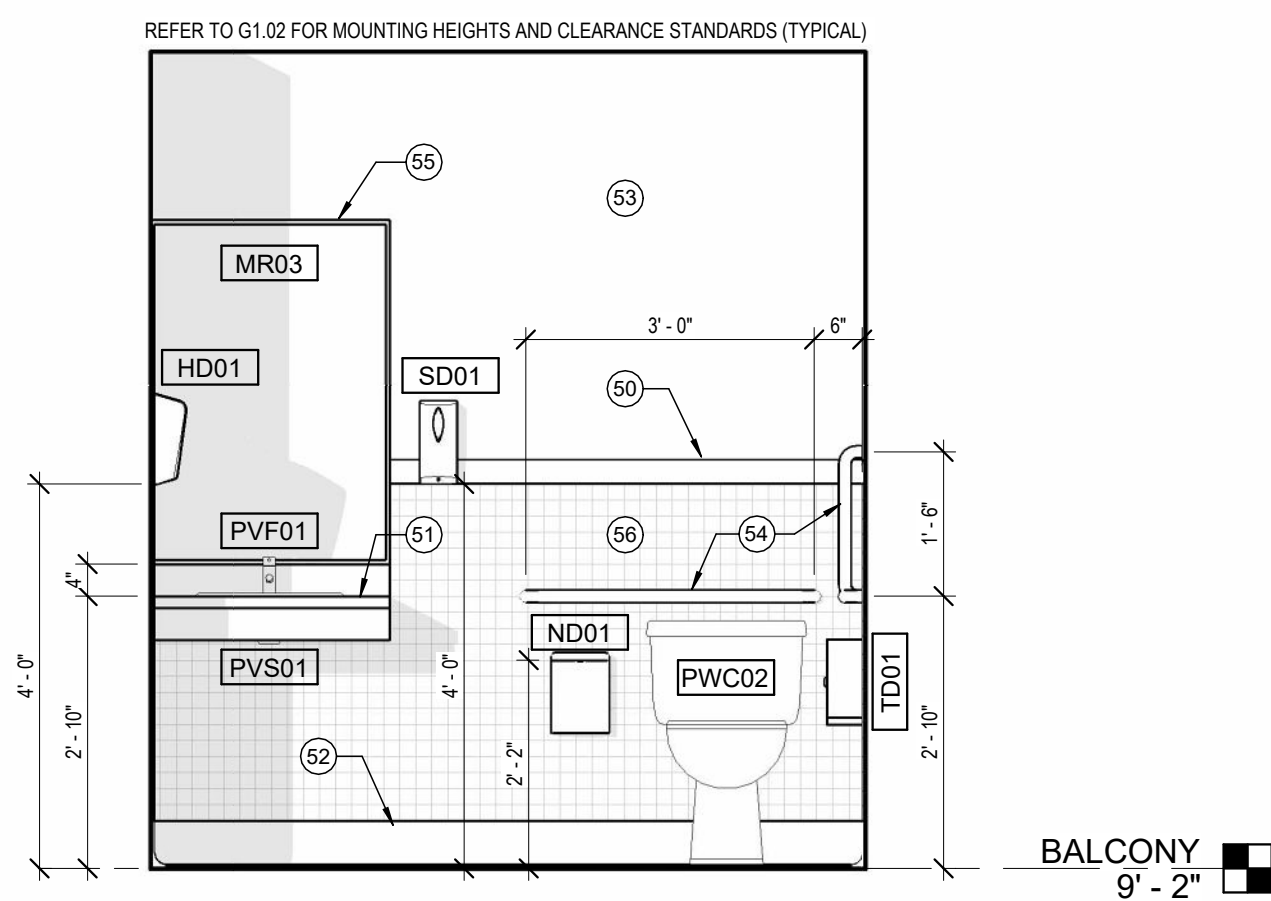 REFER TO G1.02 FOR MOUNTING HEIGHTS AND CLEARANCE STANDARDS (TYPICAL)
55
53
MR03
3' - 0"
6"
HD01
SD01
50
PVF01
51
56
54
1' - 6"
4"
ND01
PVS01
PWC02
TD01
4' - 0"
4' - 0"
2' - 10"
2' - 10"
52
2' - 2"
BALCONY
9' - 2"